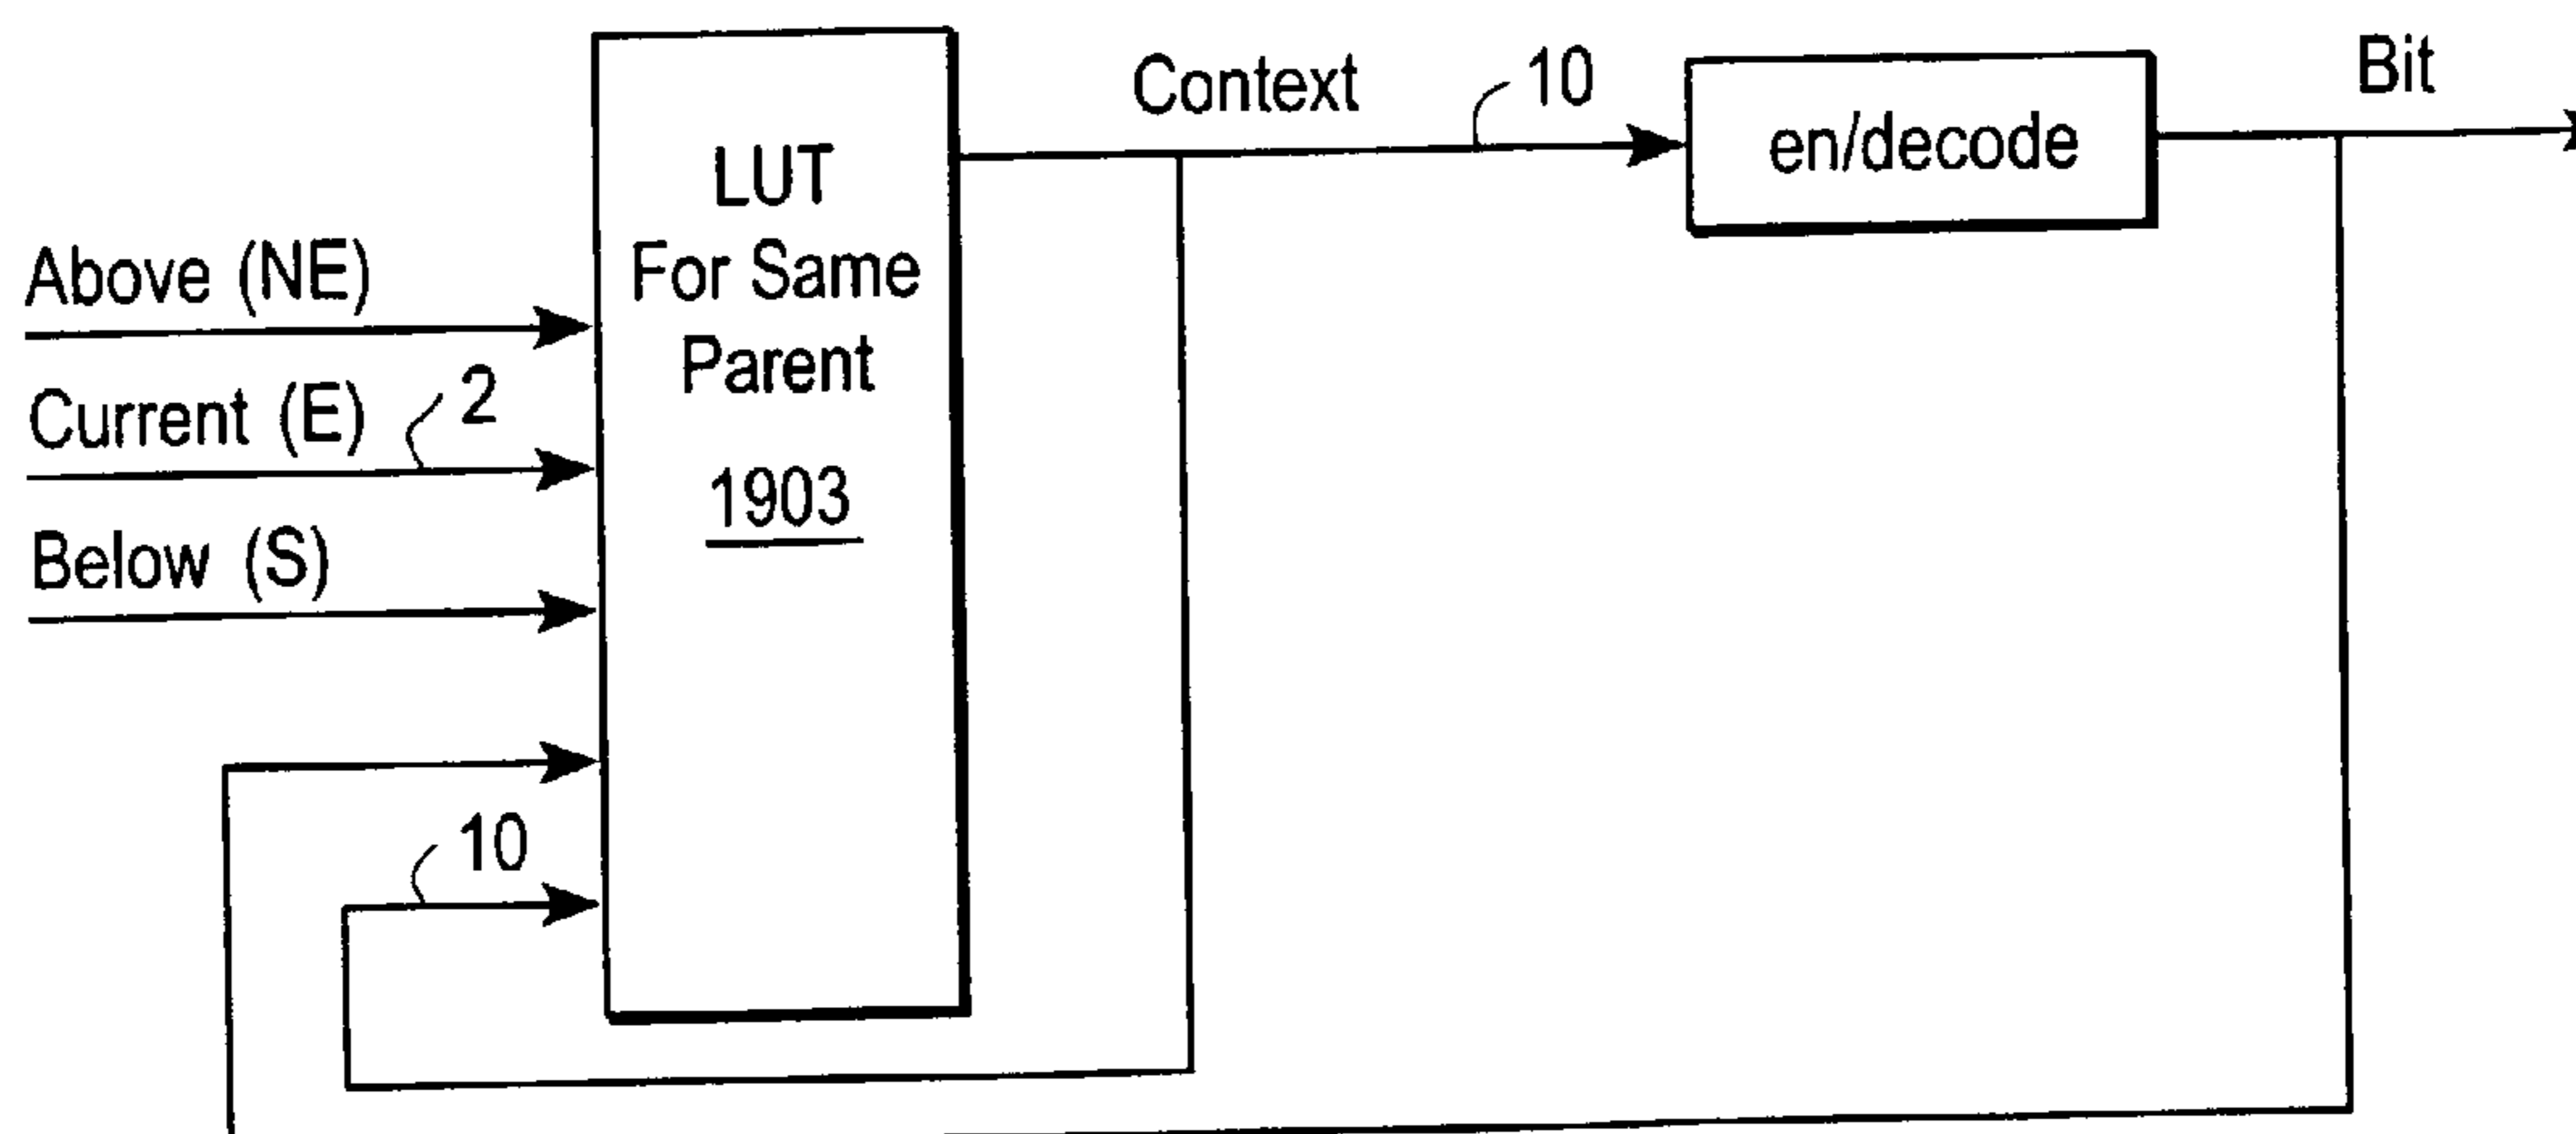 Context
10
Bit
en/decode
LUT
For Same
Parent
1903
Above (NE)
Current (E)
2
Below (S)
10